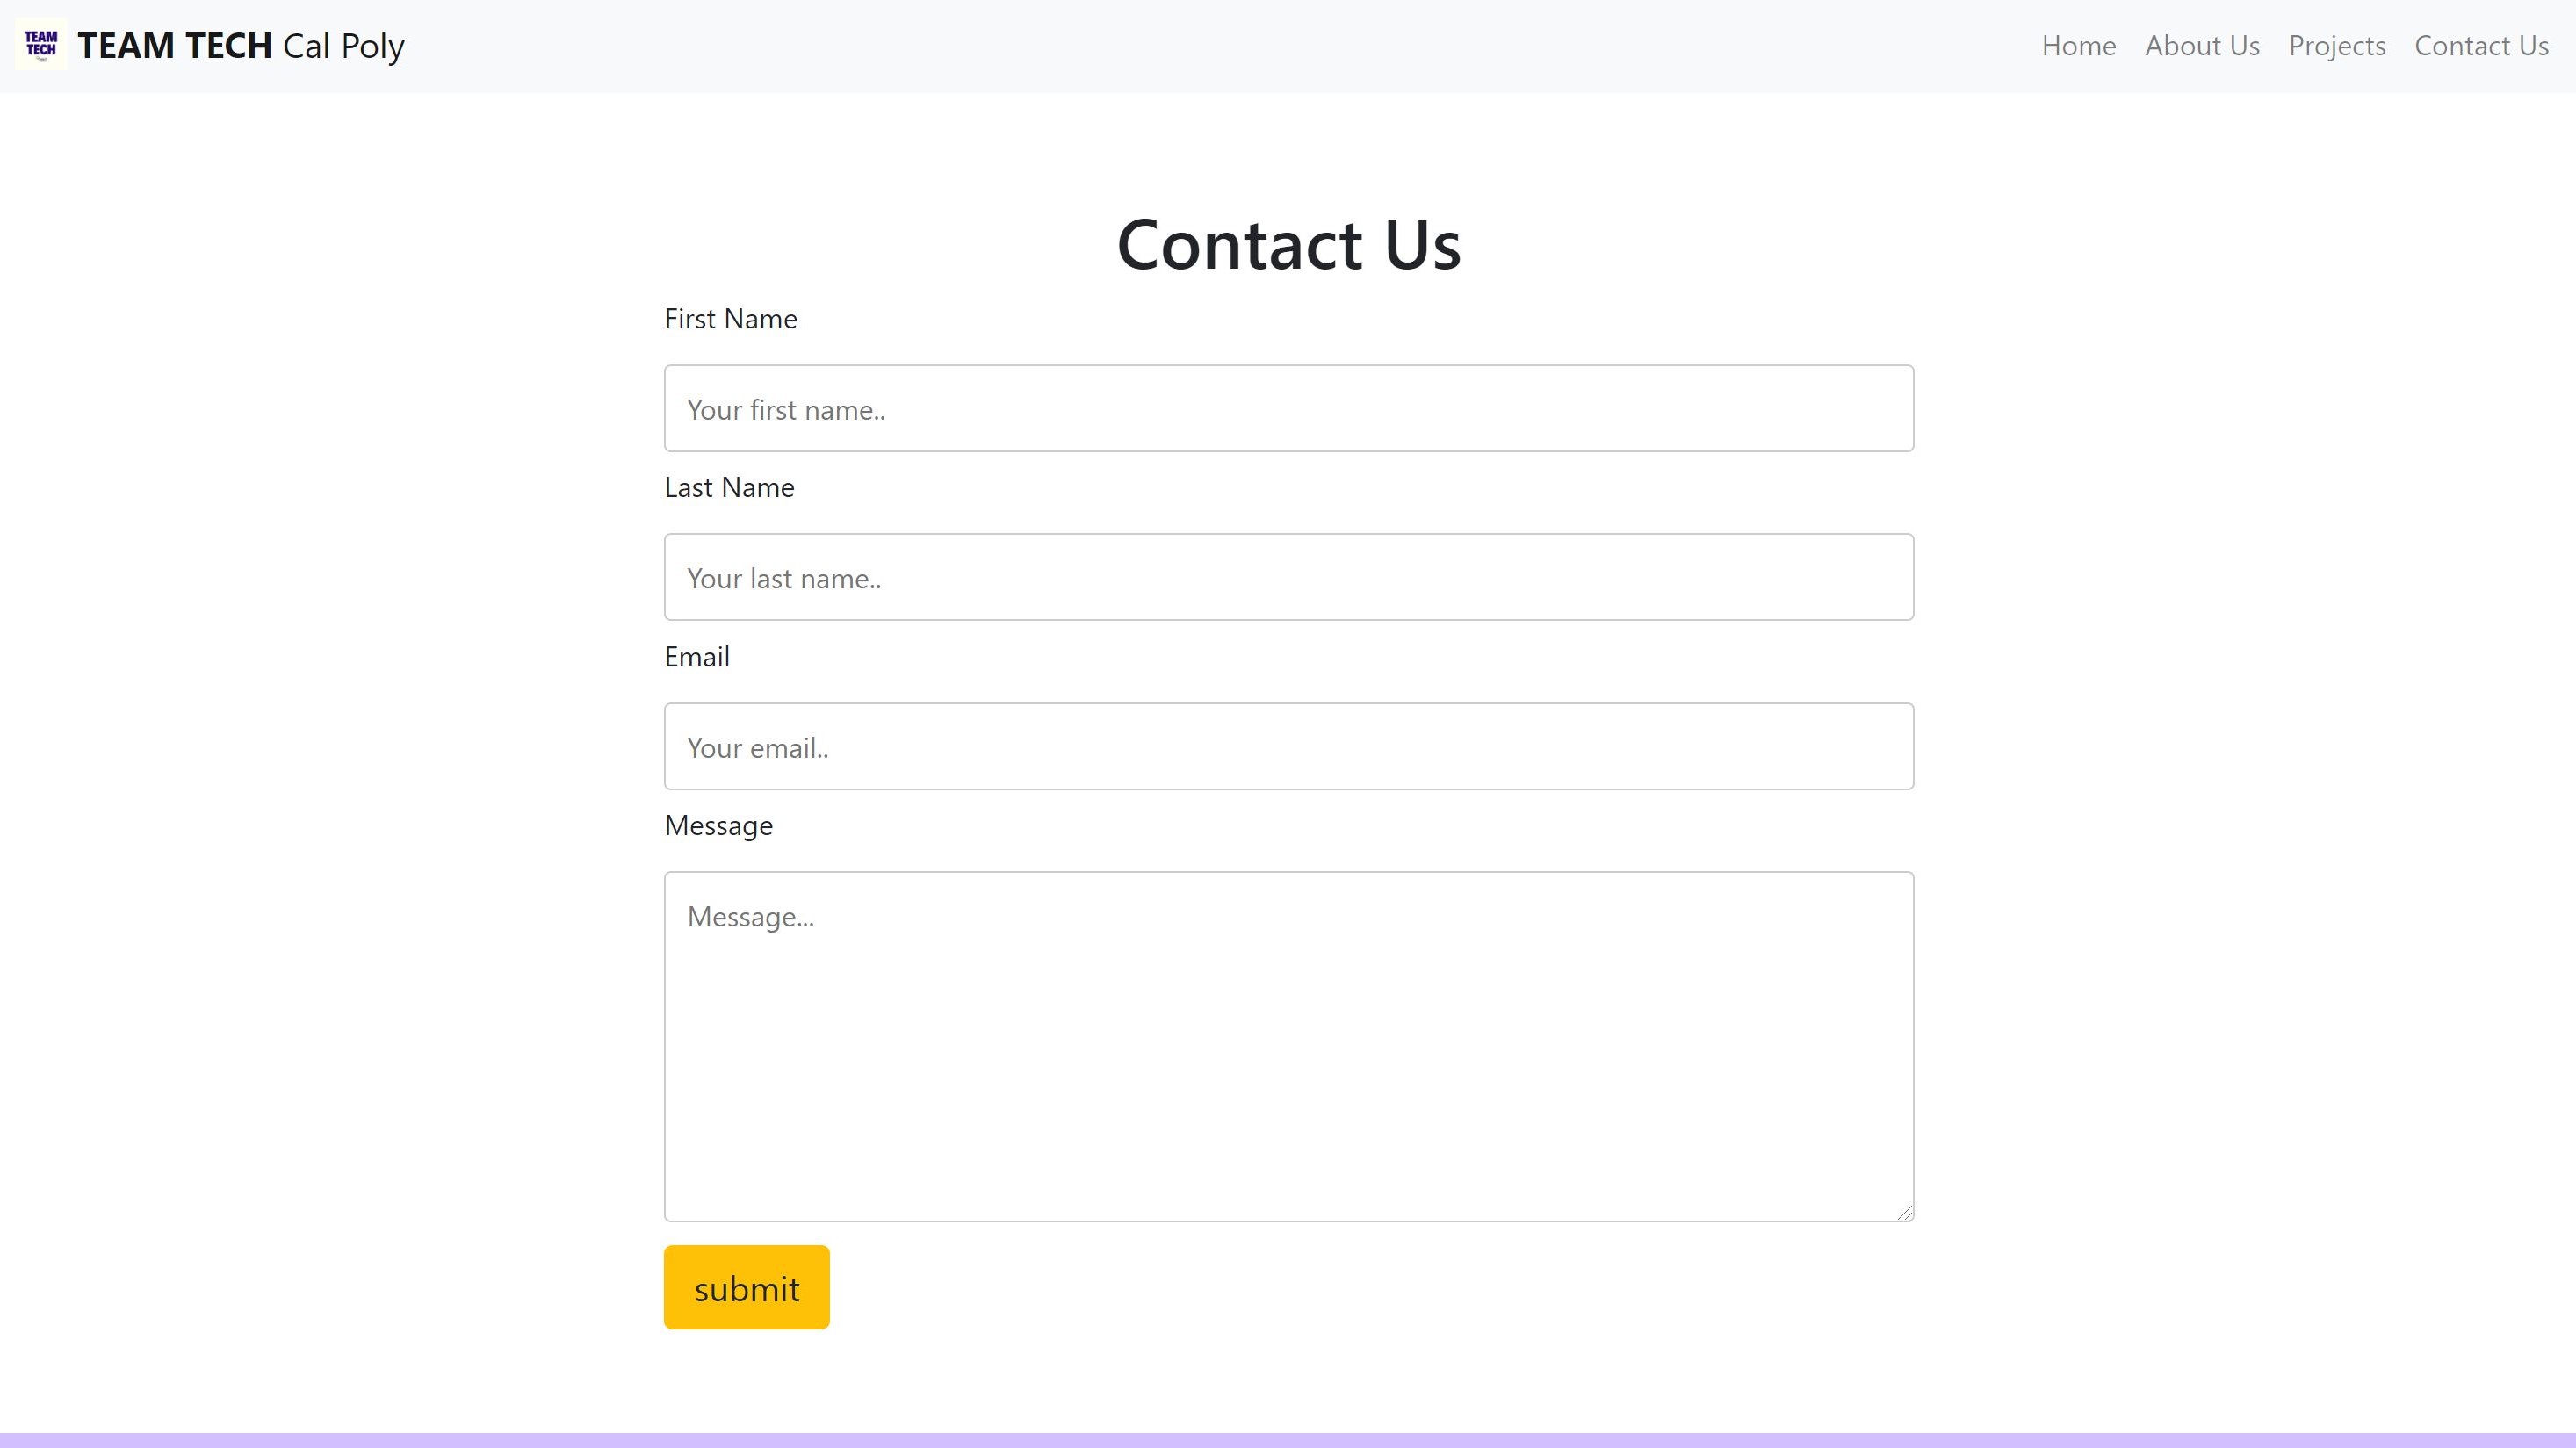 TEAM
TECH
TEAM TECH Cal Poly
Home About Us Projects Contact Us
Contact Us
First Name
Your first name..
Last Name
Your last name..
Email
Your email..
Message
Message...
submit